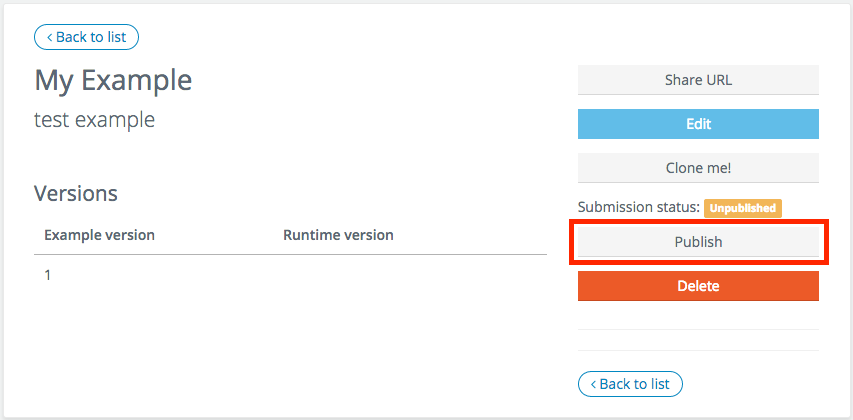 Back to list
My Example
test example
Versions
Example version Runtime version
1
Share URL
Edit
Clone me!
Submission status: Unpublished
Publish
Delete
Back to list